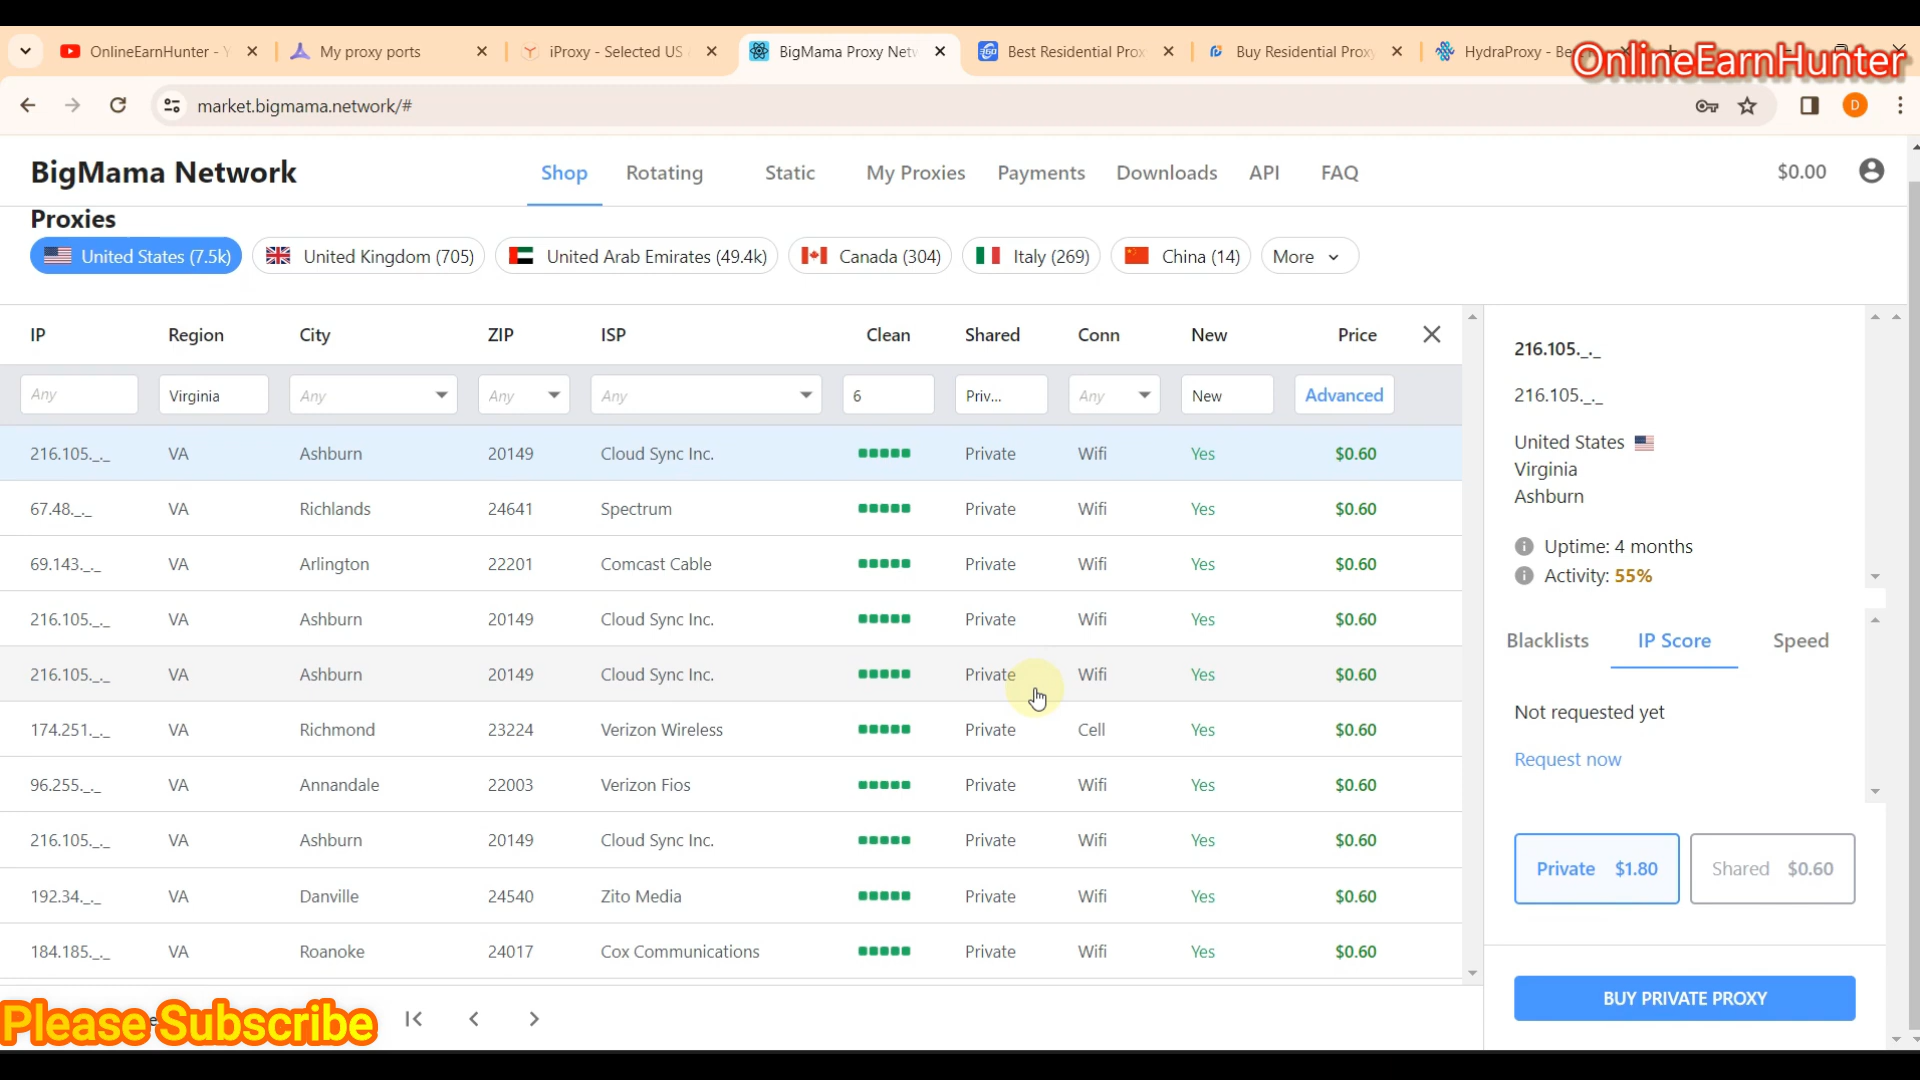 OnlineEarnHunter - Y
My proxy ports
iProxy - Selected US
BigMama Proxy Netw
Best Residential Prox
Buy Residential Proxy
HydraProxy - Be
OnlineEarnHunter
market.bigmama.network/#
D
BigMama Network
Shop
Rotating
Static
My Proxies
Payments
Downloads
API
FAQ
$0.00
Proxies
United States (7.5k)
United Kingdom (705)
United Arab Emirates (49.4k)
Canada (304)
Italy (269)
China (14)
More
IP Region City ZIP ISP Clean Shared Conn New Price
Any Virginia Any Any Any 6 Priv... Any New Advanced
216.105._._ VA Ashburn 20149 Cloud Sync Inc. Private Wifi Yes $0.60
67.48._._ VA Richlands 24641 Spectrum Private Wifi Yes $0.60
69.143._._ VA Arlington 22201 Comcast Cable Private Wifi Yes $0.60
216.105._._ VA Ashburn 20149 Cloud Sync Inc. Private Wifi Yes $0.60
216.105._._ VA Ashburn 20149 Cloud Sync Inc. Private Wifi Yes $0.60
174.251._._ VA Richmond 23224 Verizon Wireless Private Cell Yes $0.60
96.255._._ VA Annandale 22003 Verizon Fios Private Wifi Yes $0.60
216.105._._ VA Ashburn 20149 Cloud Sync Inc. Private Wifi Yes $0.60
192.34._._ VA Danville 24540 Zito Media Private Wifi Yes $0.60
184.185._._ VA Roanoke 24017 Cox Communications Private Wifi Yes $0.60
216.105._._
216.105._._
United States
Virginia
Ashburn
Uptime: 4 months
Activity: 55%
Blacklists
IP Score
Speed
Not requested yet
Request now
Private $1.80
Shared $0.60
BUY PRIVATE PROXY
Please Subscribe